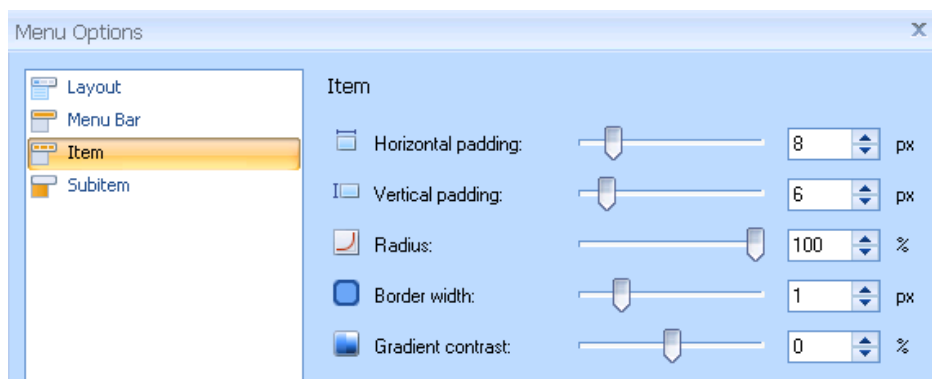 Menu Options
Layout
Menu Bar
Item
Subitem
Item
Horizontal padding: 8 px
Vertical padding: 6 px
Radius: 100 %
Border width: 1 px
Gradient contrast: 0 %